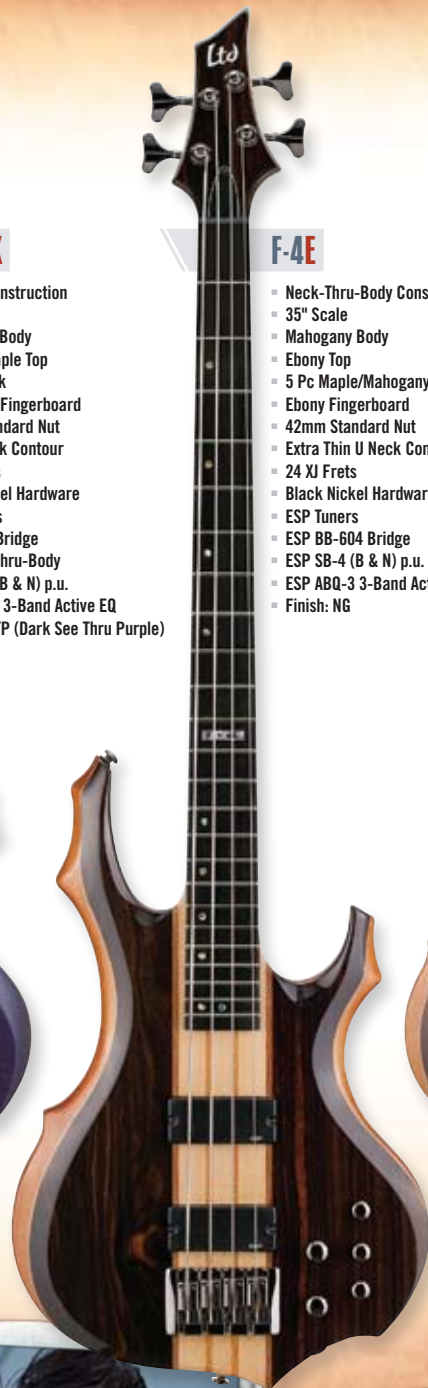 Ltd
X
nstruction
Body
ple Top
k
Fingerboard
ndard Nut
k Contour
s
el Hardware
s
Bridge
hru-Body
B & N) p.u.
3-Band Active EQ
P (Dark See Thru Purple)
F-4E
Neck-Thru-Body Cons
35" Scale
Mahogany Body
Ebony Top
5 Pc Maple/Mahogany
Ebony Fingerboard
42mm Standard Nut
Extra Thin U Neck Con
24 XJ Frets
Black Nickel Hardwar
ESP Tuners
ESP BB-604 Bridge
ESP SB-4 (B & N) p.u.
ESP ABQ-3 3-Band Act
Finish: NG